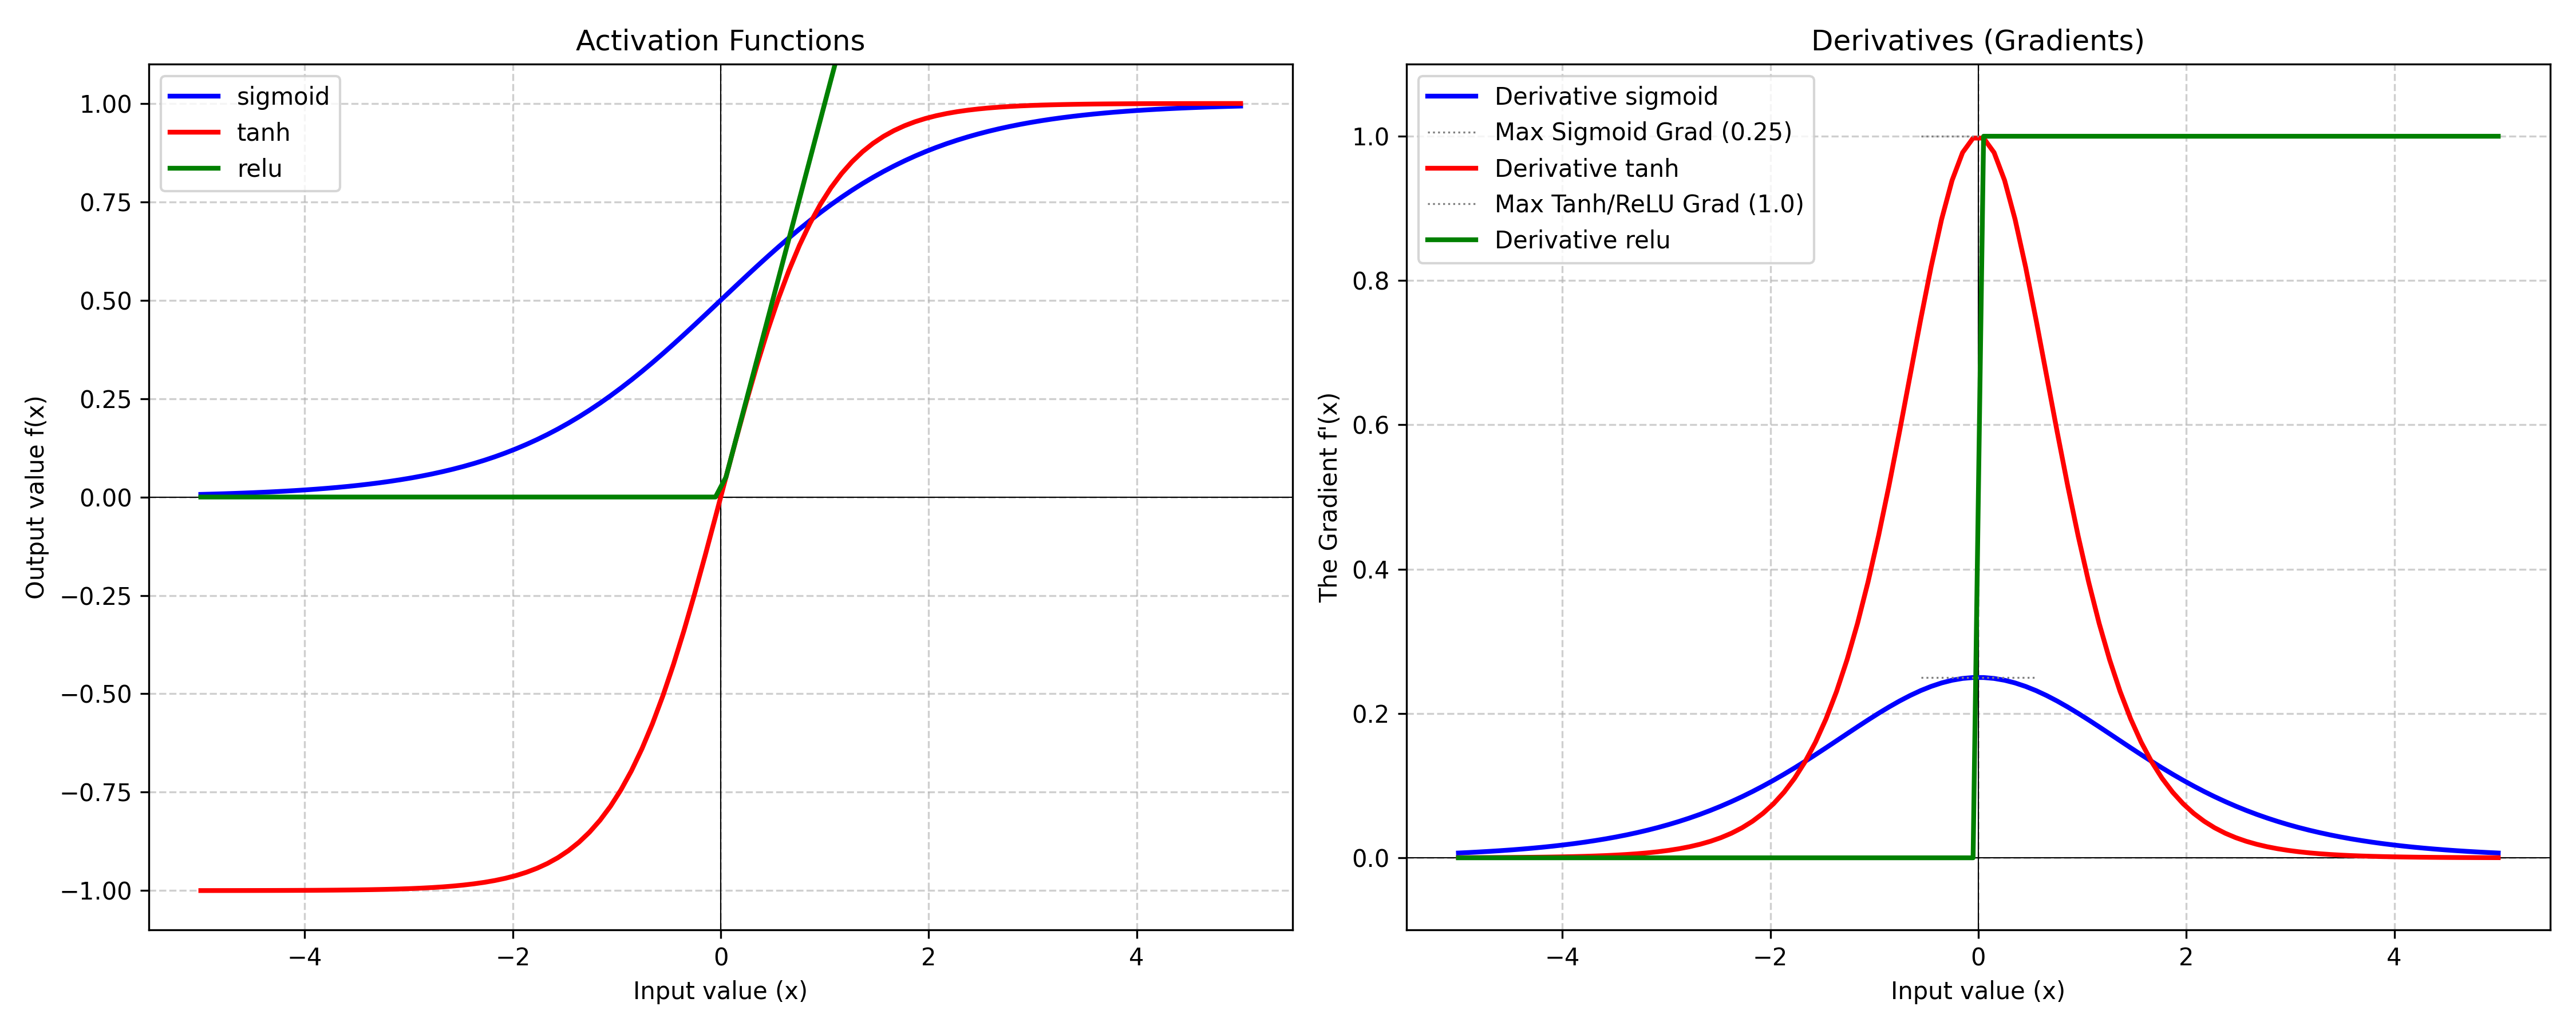 Activation Functions
sigmoid
tanh
relu
1.00
0.75
0.50
0.25
0.00
−0.25
−0.50
−0.75
−1.00
Output value f(x)
−4
−2
0
2
4
Input value (x)
Derivatives (Gradients)
Derivative sigmoid
Max Sigmoid Grad (0.25)
Derivative tanh
Max Tanh/ReLU Grad (1.0)
Derivative relu
1.0
0.8
0.6
0.4
0.2
0.0
The Gradient f'(x)
−4
−2
0
2
4
Input value (x)